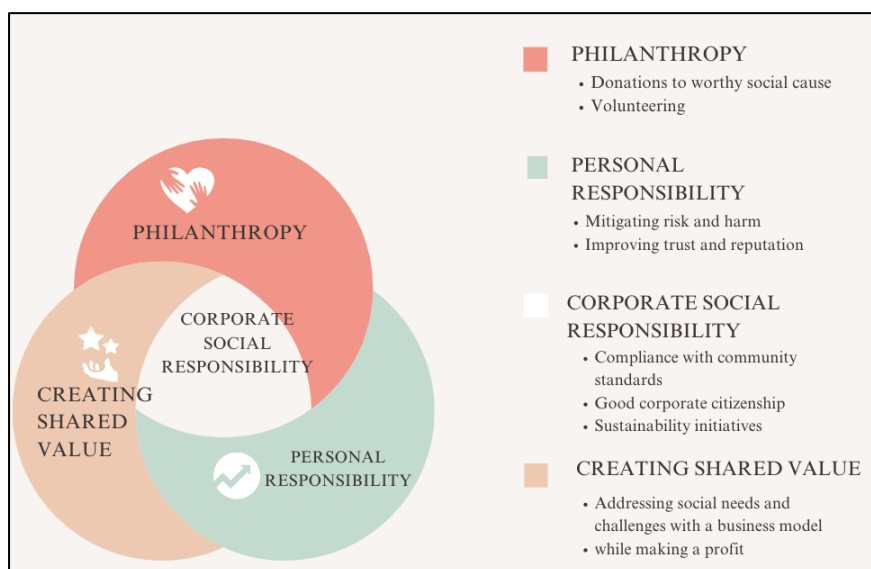 PHILANTHROPY
CORPORATE
SOCIAL
RESPONSIBILITY
CREATING
SHARED
VALUE
PERSONAL
RESPONSIBILITY
PHILANTHROPY
• Donations to worthy social cause
• Volunteering
PERSONAL
RESPONSIBILITY
• Mitigating risk and harm
• Improving trust and reputation
CORPORATE SOCIAL
RESPONSIBILITY
• Compliance with community
standards
• Good corporate citizenship
• Sustainability initiatives
CREATING SHARED VALUE
• Addressing social needs and
challenges with a business model
• while making a profit